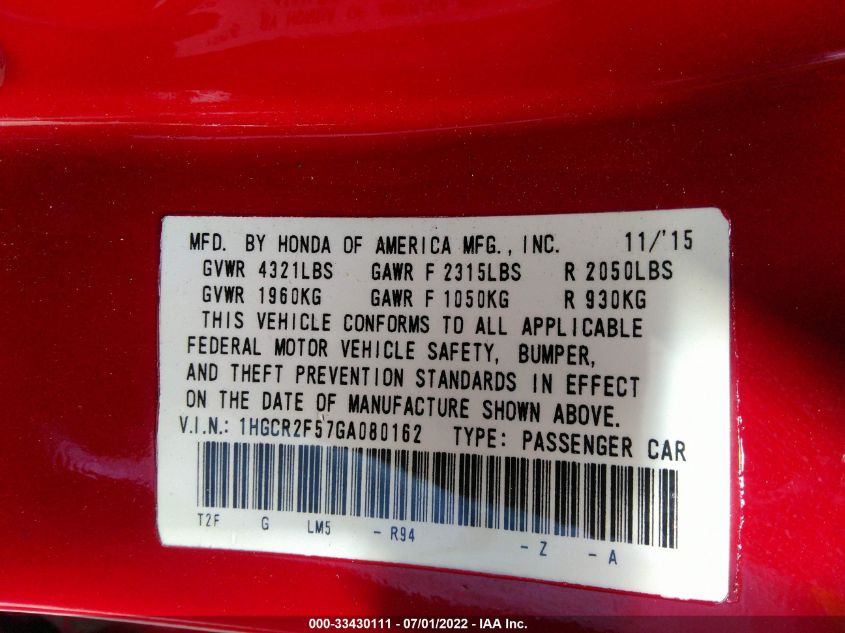 MFD. BY HONDA OF AMERICA MFG., INC. 11/'15
GVWR 4321LBS GAWR F 2315LBS R 2050LBS
GVWR 1960KG GAWR F 1050KG R 930KG
THIS VEHICLE CONFORMS TO ALL APPLICABLE
FEDERAL MOTOR VEHICLE SAFETY, BUMPER,
AND THEFT PREVENTION STANDARDS IN EFFECT
ON THE DATE OF MANUFACTURE SHOWN ABOVE.
V.I.N.: 1HGCR2F57GA080162 TYPE: PASSENGER CAR
T2F G LM5 - R94 - Z - A
000-33430111 - 07/01/2022 - IAA Inc.